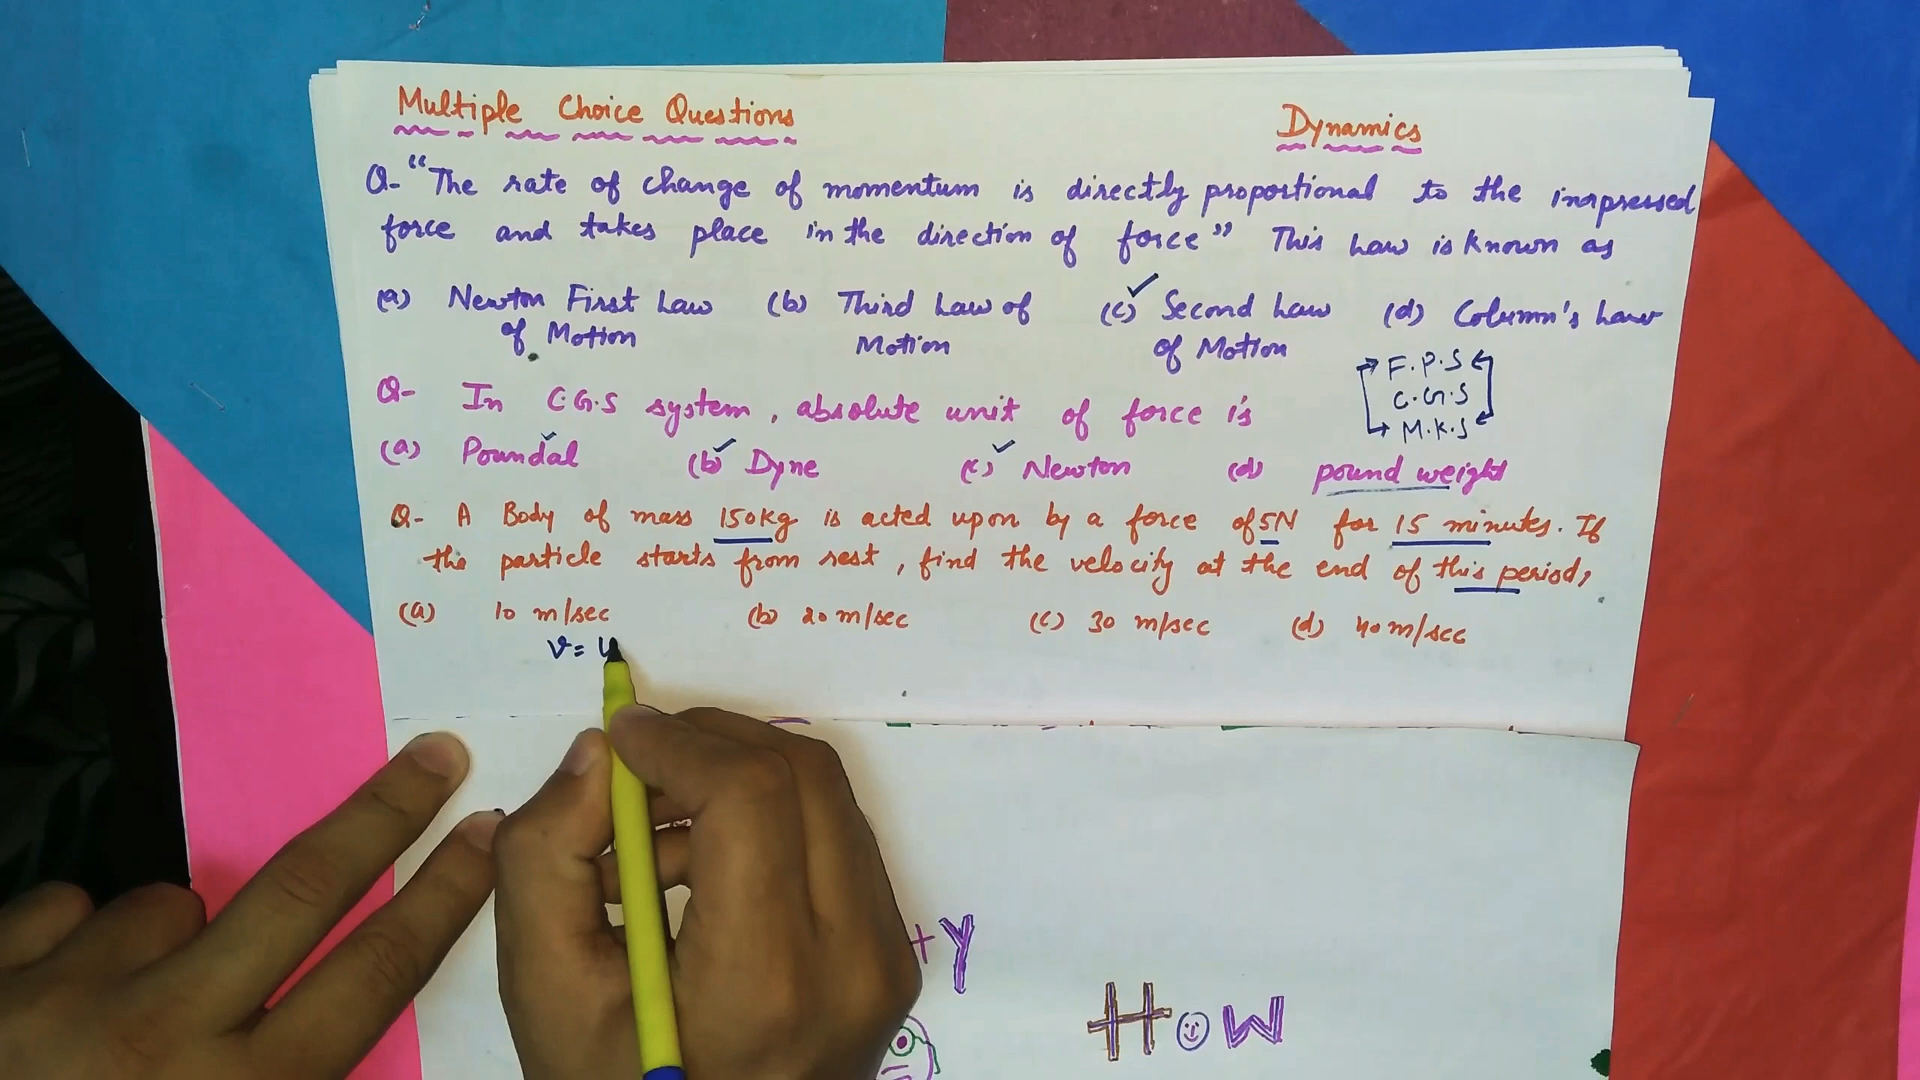 Multiple Choice Questions
Dynamics
Q- "The rate of change of momentum is directly proportional to the impressed
force and takes place in the direction of force" This Law is known as
(a) Newton First Law of Motion
(b) Third Law of Motion
(c) Second Law of Motion
(d) Column's Law
F.P.S
C.G.S
M.K.S
Q- In C.G.S system, absolute unit of force is
(a) Poundal (b) Dyne (c) Newton (d) pound weight
Q- A Body of mass 150kg is acted upon by a force of 5N for 15 minutes. If
the particle starts from rest, find the velocity at the end of this period,
(a) 10 m/sec (b) 20 m/sec (c) 30 m/sec (d) 40 m/sec
v= u
+Y
HOW